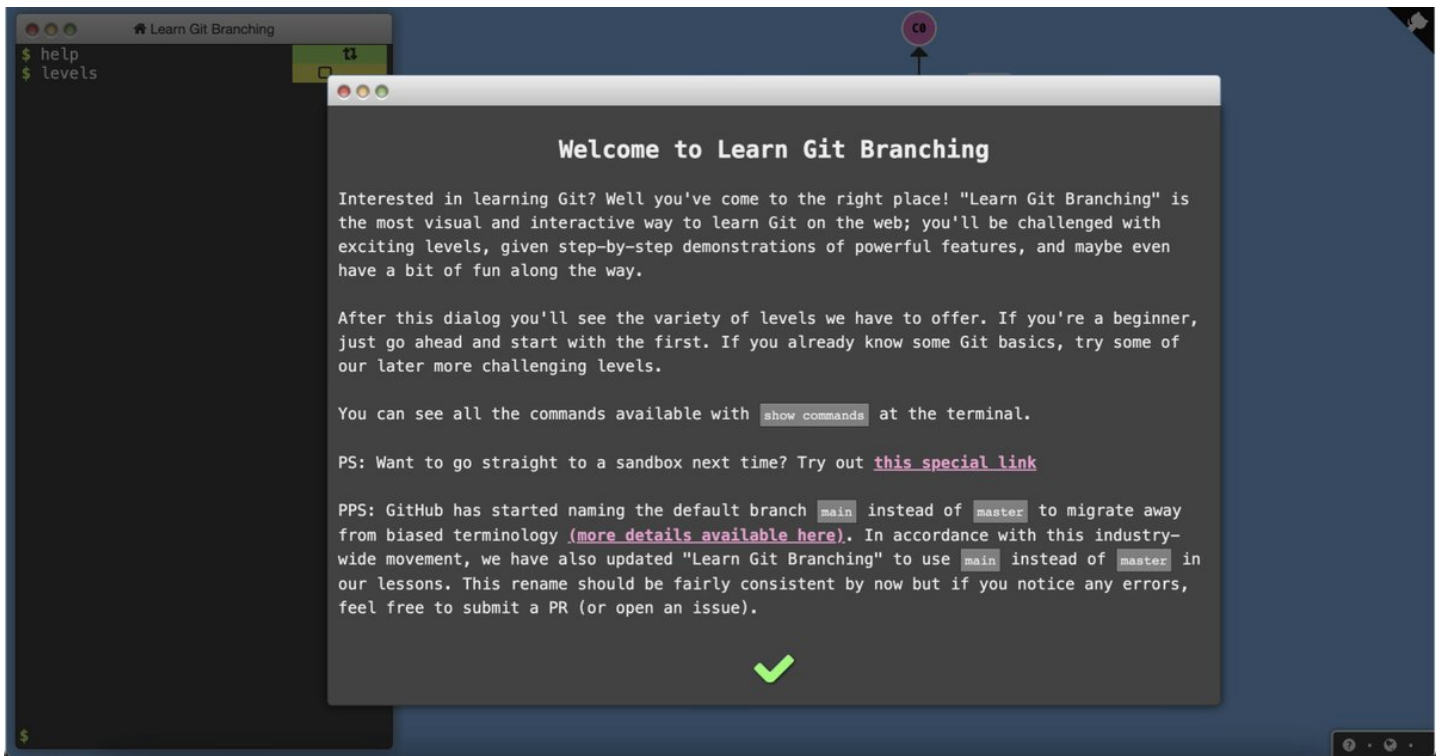 Learn Git Branching
$ help
$ levels
C0
Welcome to Learn Git Branching
Interested in learning Git? Well you've come to the right place! "Learn Git Branching" is
the most visual and interactive way to learn Git on the web; you'll be challenged with
exciting levels, given step-by-step demonstrations of powerful features, and maybe even
have a bit of fun along the way.
After this dialog you'll see the variety of levels we have to offer. If you're a beginner,
just go ahead and start with the first. If you already know some Git basics, try some of
our later more challenging levels.
You can see all the commands available with show commands at the terminal.
PS: Want to go straight to a sandbox next time? Try out this special link
PPS: GitHub has started naming the default branch main instead of master to migrate away
from biased terminology (more details available here). In accordance with this industry-
wide movement, we have also updated "Learn Git Branching" to use main instead of master in
our lessons. This rename should be fairly consistent by now but if you notice any errors,
feel free to submit a PR (or open an issue).
$